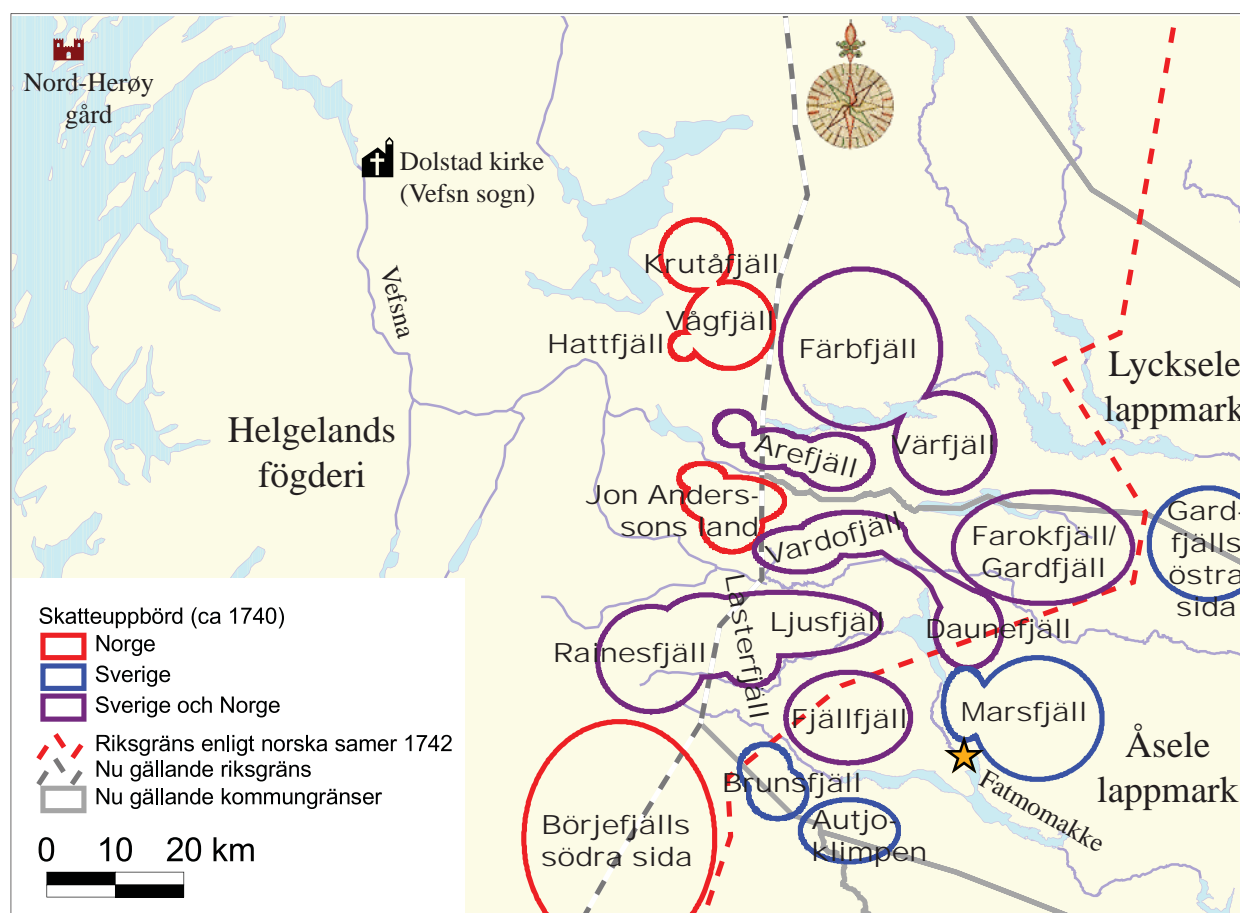 Nord-Herøy
gård
Dolstad kirke
(Vefsn sogn)
Vefsna
Krutåfjäll
Vågfjäll
Hattfjäll
Färbfjäll
Lycksele
lappmark
Helgelands
fögderi
Arefjäll
Värfjäll
Jon Anders-
sons land
Vardofjäll
Farokfjäll/
Gardfjäll
Gard-
fjälls
östra
sida
Lasterfjäll
Ljusfjäll
Daunefjäll
Rainesfjäll
Fjällfjäll
Marsfjäll
Åsele
lappmark
Brunsfjäll
Fatmomakke
Börjefjälls
södra sida
Autjo-
klimpen
Skatteuppbörd (ca 1740)
Norge
Sverige
Sverige och Norge
Riksgräns enligt norska samer 1742
Nu gällande riksgräns
Nu gällande kommungränser
0 10 20 km